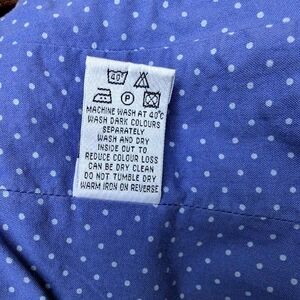 40
P
MACHINE WASH AT 40°C
WASH DARK COLOURS
SEPARATELY
WASH AND DRY
INSIDE OUT TO
REDUCE COLOUR LOSS
CAN BE DRY CLEAN
DO NOT TUMBLE DRY
WARM IRON ON REVERSE